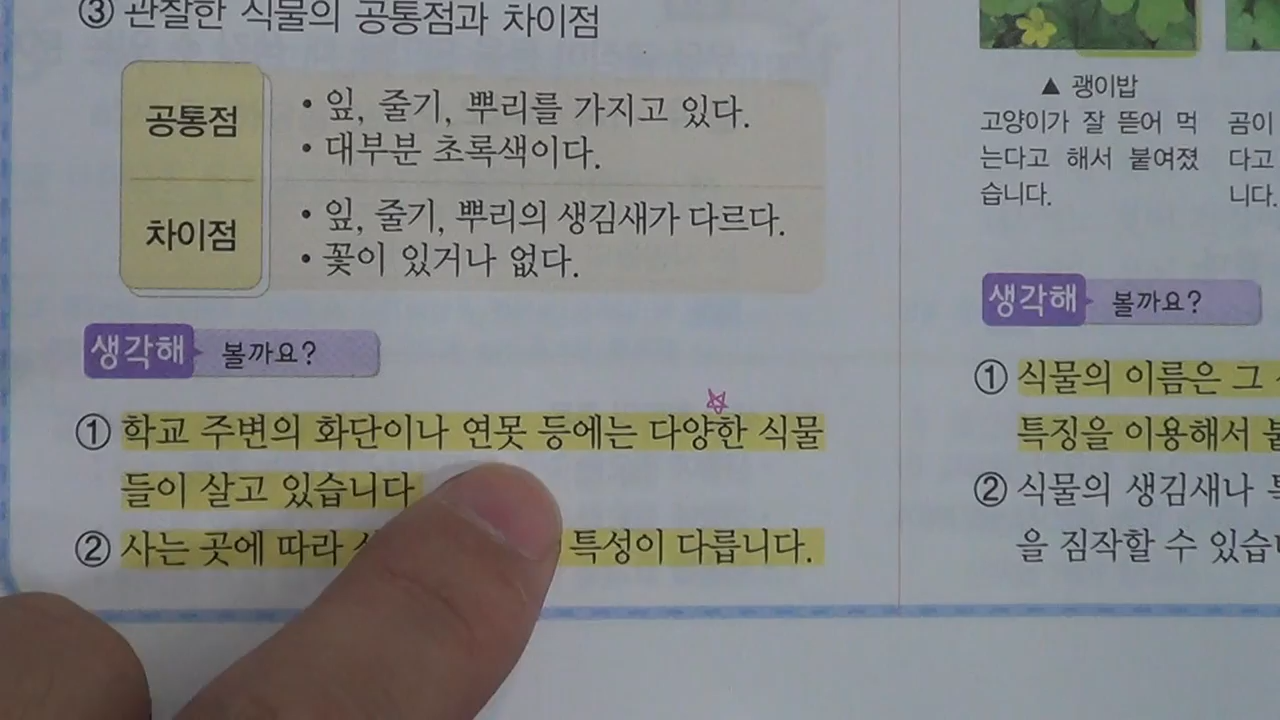 ③ 관찰한 식물의 공통점과 차이점
공통점
• 잎, 줄기, 뿌리를 가지고 있다.
• 대부분 초록색이다.
차이점
• 잎, 줄기, 뿌리의 생김새가 다르다.
• 꽃이 있거나 없다.
생각해 볼까요?
① 학교 주변의 화단이나 연못 등에는 다양한 식물
들이 살고 있습니다
② 사는 곳에 따라 특성이 다릅니다.
▲ 괭이밥
고양이가 잘 뜯어 먹
는다고 해서 붙여졌
습니다.
곰이
다고
니다.
생각해 볼까요?
① 식물의 이름은 그
특징을 이용해서
② 식물의 생김새나
을 짐작할 수 있습